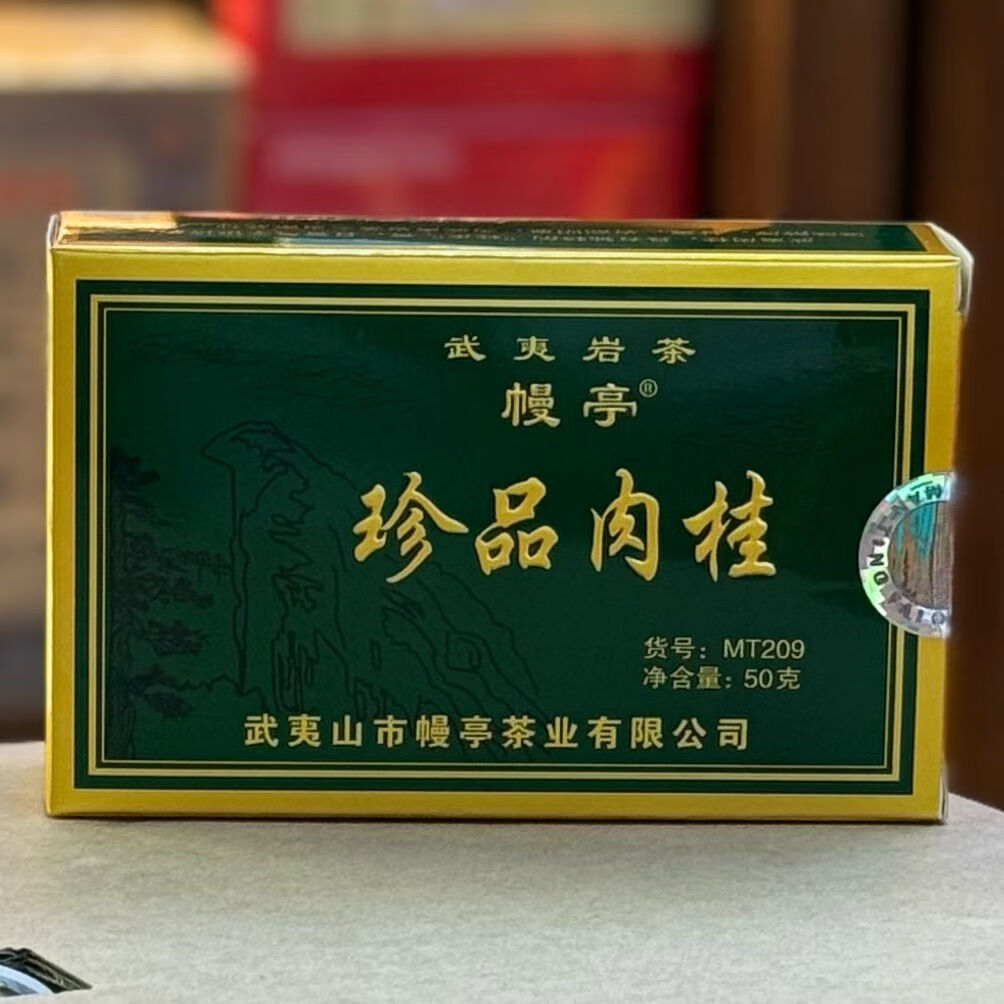 武夷岩茶
幔亭®
珍品肉桂
货号：MT209
净含量：50克
武夷山市幔亭茶业有限公司